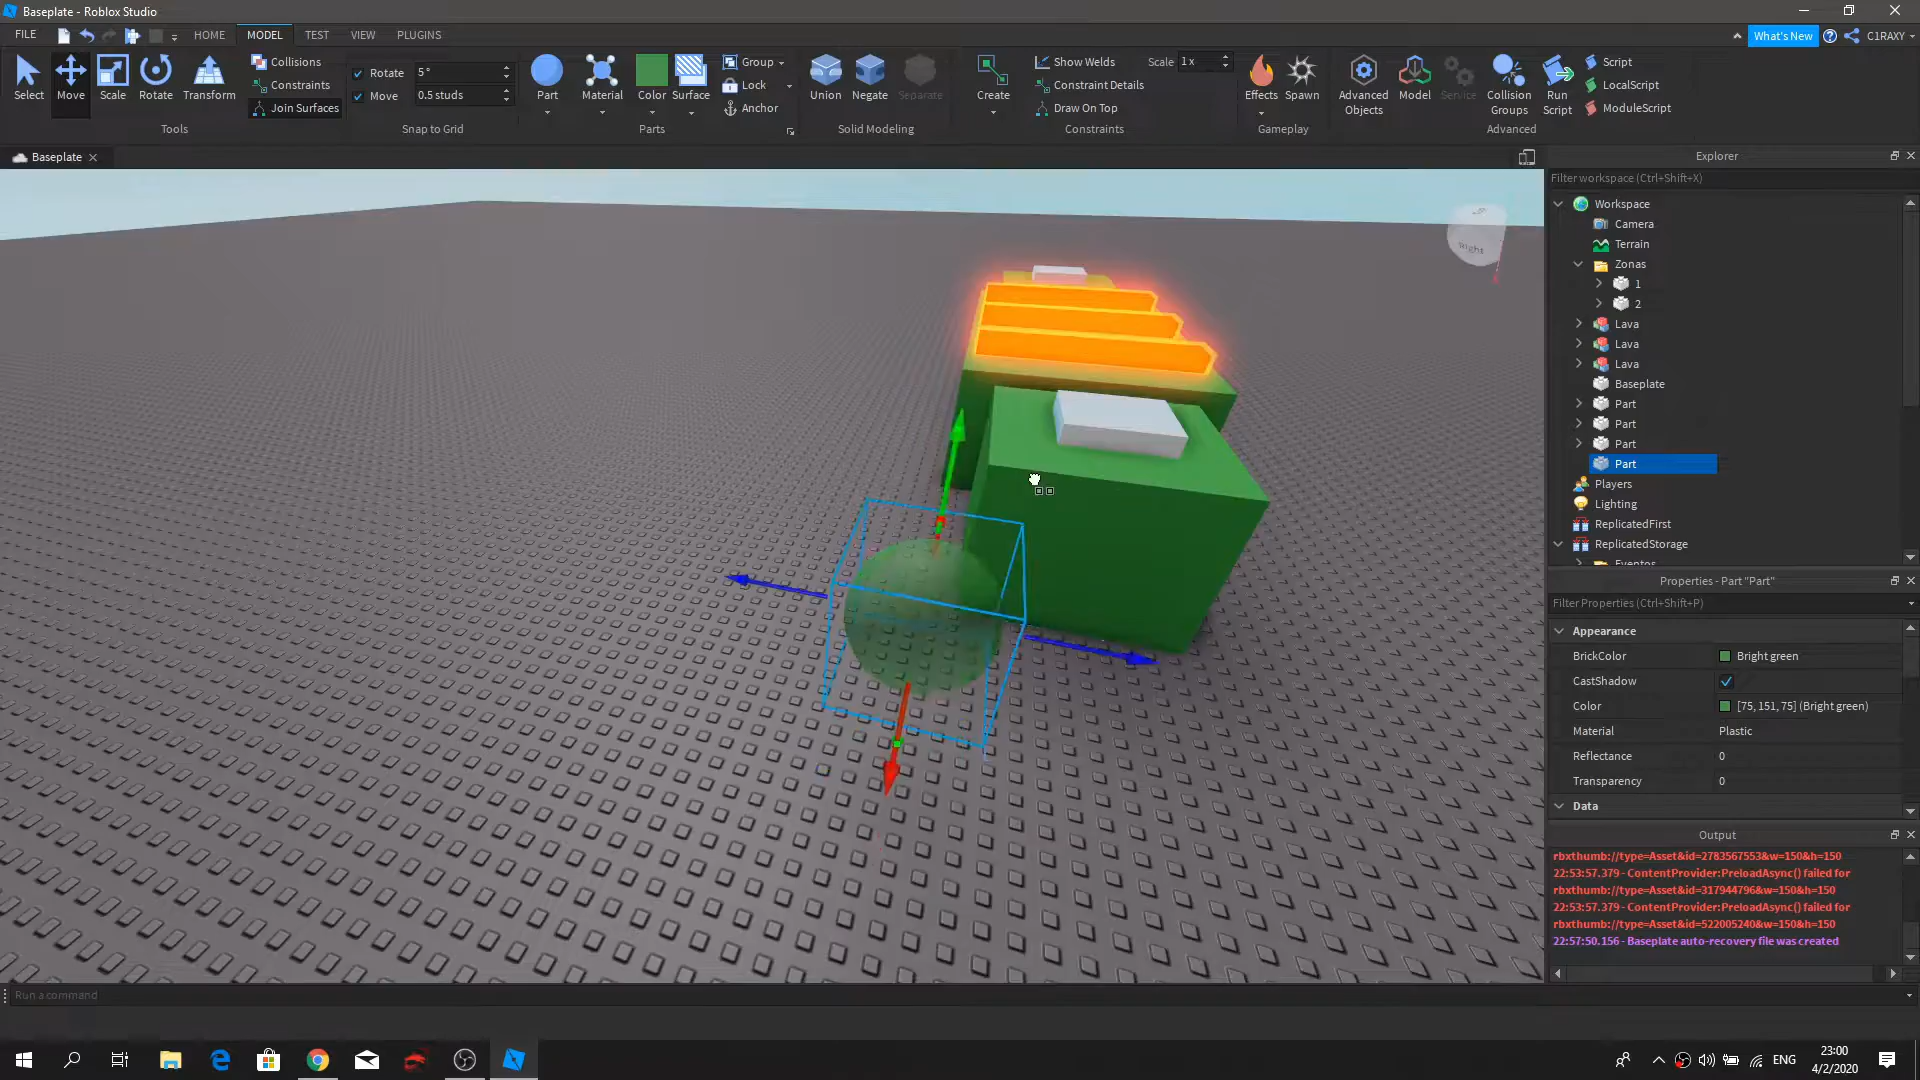 Baseplate - Roblox Studio
FILE HOME MODEL TEST VIEW PLUGINS What's New C1RAXY
Select Move Scale Rotate Transform
Collisions
Constraints
Join Surfaces
Tools
Rotate 5°
Move 0.5 studs
Snap to Grid
Part Material Color Surface
Group
Lock
Anchor
Parts
Union Negate Separate
Solid Modeling
Create
Show Welds
Constraint Details
Draw On Top
Scale 1x
Constraints
Effects Spawn
Gameplay
Advanced Objects
Model
Service
Collision Groups
Run Script
Script
LocalScript
ModuleScript
Advanced
Baseplate
Right
Explorer
Filter workspace (Ctrl+Shift+X)
Workspace
Camera
Terrain
Zonas
1
2
Lava
Lava
Lava
Baseplate
Part
Part
Part
Part
Players
Lighting
ReplicatedFirst
ReplicatedStorage
Eventos
Properties - Part "Part"
Filter Properties (Ctrl+Shift+P)
Appearance
BrickColor Bright green
CastShadow
Color [75, 151, 75] (Bright green)
Material Plastic
Reflectance 0
Transparency 0
Data
Output
rbxthumb://type=Asset&id=2783567553&w=150&h=150
22:53:57.379 - ContentProvider:PreloadAsync() failed for
rbxthumb://type=Asset&id=317944796&w=150&h=150
22:53:57.379 - ContentProvider:PreloadAsync() failed for
rbxthumb://type=Asset&id=522005240&w=150&h=150
22:57:50.156 - Baseplate auto-recovery file was created
Run a command
ENG
23:00
4/2/2020